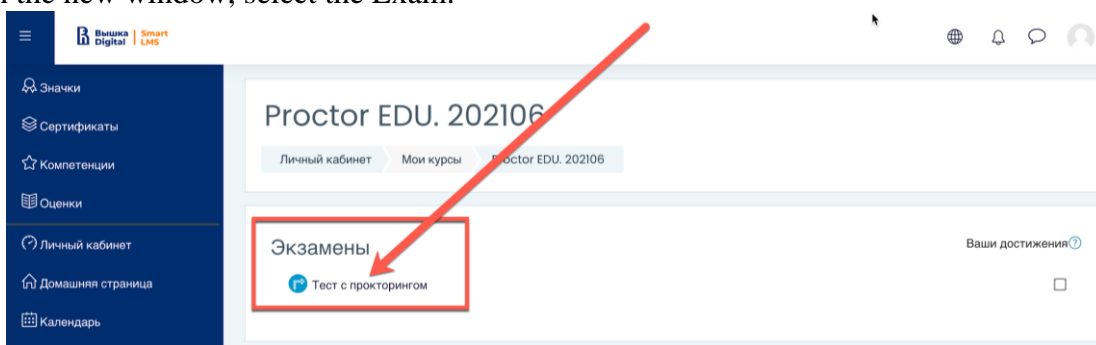 the new window, select the Exam.
Вышка Digital | Smart LMS
Значки
Сертификаты
Компетенции
Оценки
Личный кабинет
Домашняя страница
Календарь
Proctor EDU. 202106
Личный кабинет Мои курсы Proctor EDU. 202106
Экзамены
Ваши достижения
Тест с прокторингом